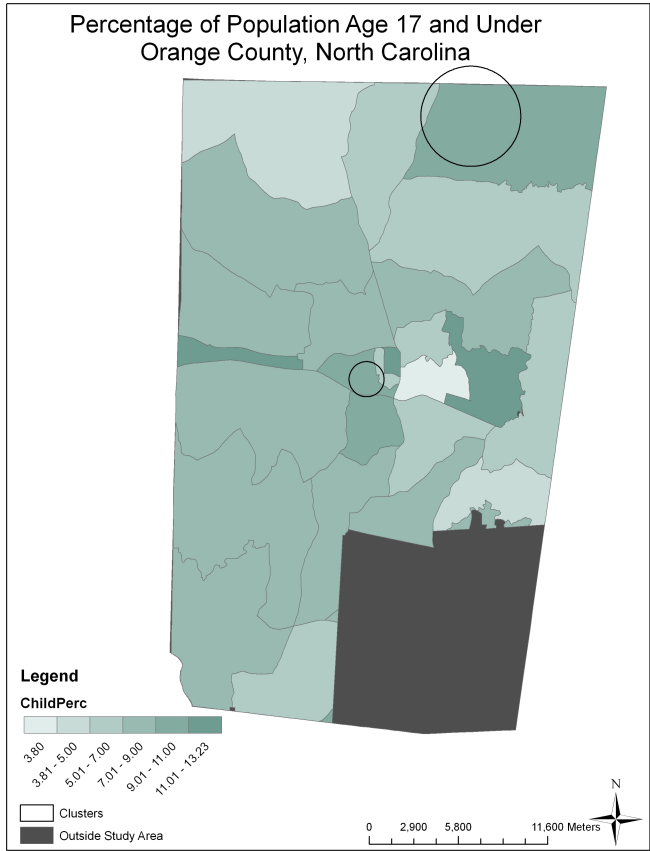 Percentage of Population Age 17 and Under
Orange County, North Carolina
Legend
ChildPerc
3.80
3.81 - 5.00
5.01 - 7.00
7.01 - 9.00
9.01 - 11.00
11.01 - 13.23
Clusters
Outside Study Area
N
0 2,900 5,800 11,600 Meters